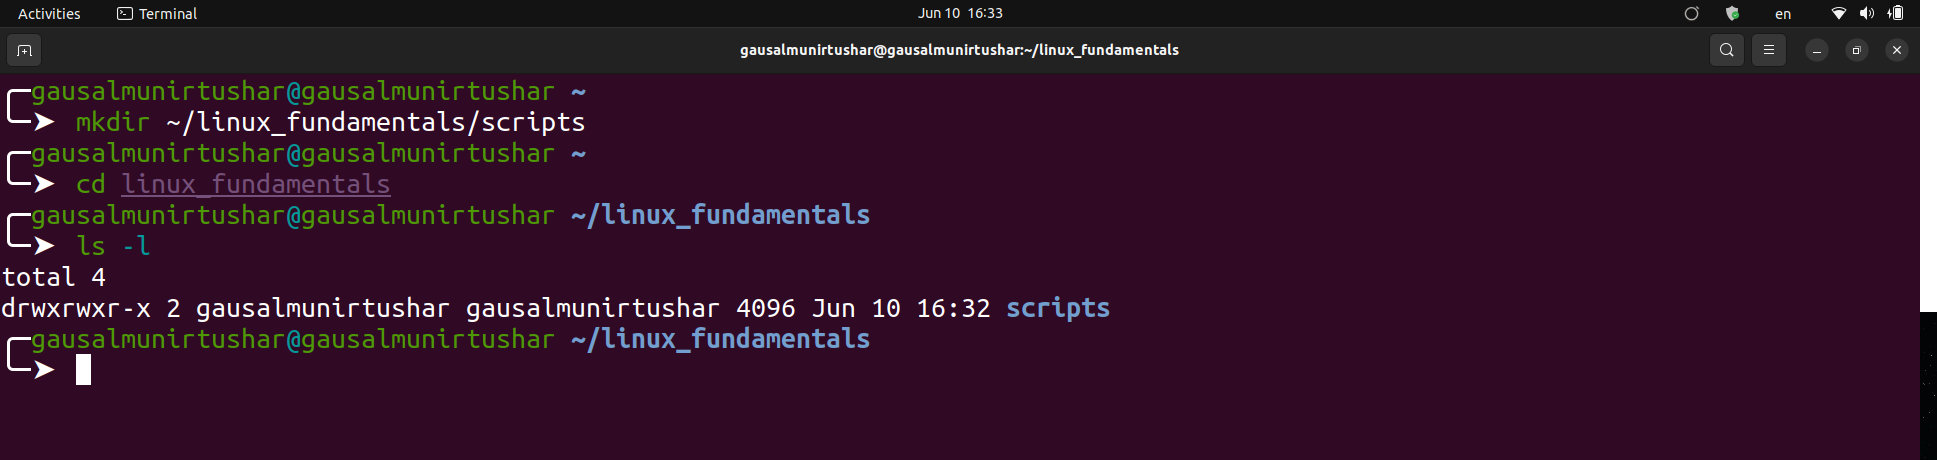 Activities Terminal Jun 10 16:33 en
gausalmunirtushar@gausalmunirtushar:~/linux_fundamentals
gausalmunirtushar@gausalmunirtushar ~
mkdir ~/linux_fundamentals/scripts
gausalmunirtushar@gausalmunirtushar ~
cd linux_fundamentals
gausalmunirtushar@gausalmunirtushar ~/linux_fundamentals
ls -l
total 4
drwxrwxr-x 2 gausalmunirtushar gausalmunirtushar 4096 Jun 10 16:32 scripts
gausalmunirtushar@gausalmunirtushar ~/linux_fundamentals